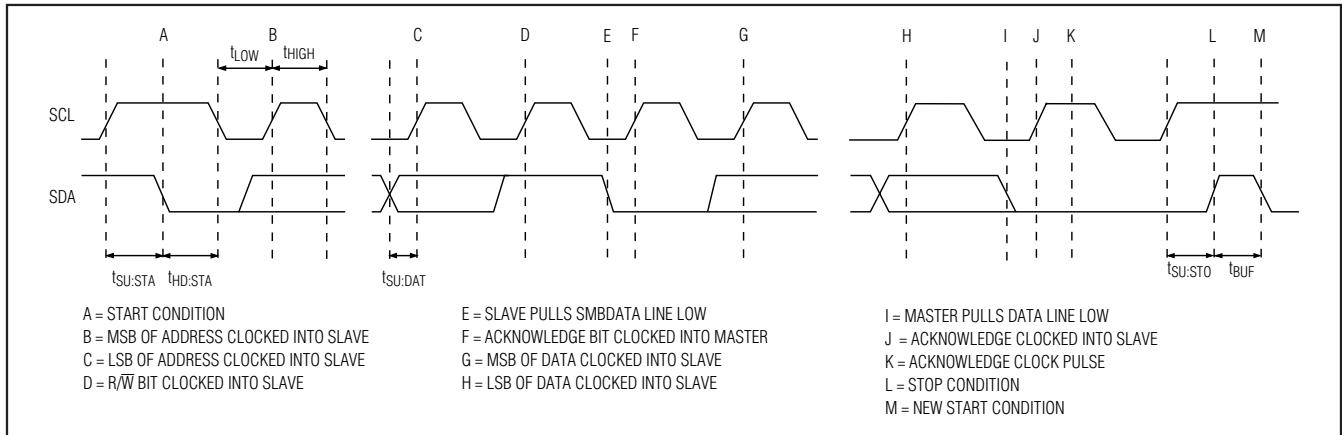 A B C D E F G H I J K L M
tLOW tHIGH
SCL
SDA
tSU:STA tHD:STA tSU:DAT tSU:STO tBUF
A = START CONDITION
B = MSB OF ADDRESS CLOCKED INTO SLAVE
C = LSB OF ADDRESS CLOCKED INTO SLAVE
D = R/W̅ BIT CLOCKED INTO SLAVE
E = SLAVE PULLS SMBDATA LINE LOW
F = ACKNOWLEDGE BIT CLOCKED INTO MASTER
G = MSB OF DATA CLOCKED INTO SLAVE
H = LSB OF DATA CLOCKED INTO SLAVE
I = MASTER PULLS DATA LINE LOW
J = ACKNOWLEDGE CLOCKED INTO SLAVE
K = ACKNOWLEDGE CLOCK PULSE
L = STOP CONDITION
M = NEW START CONDITION